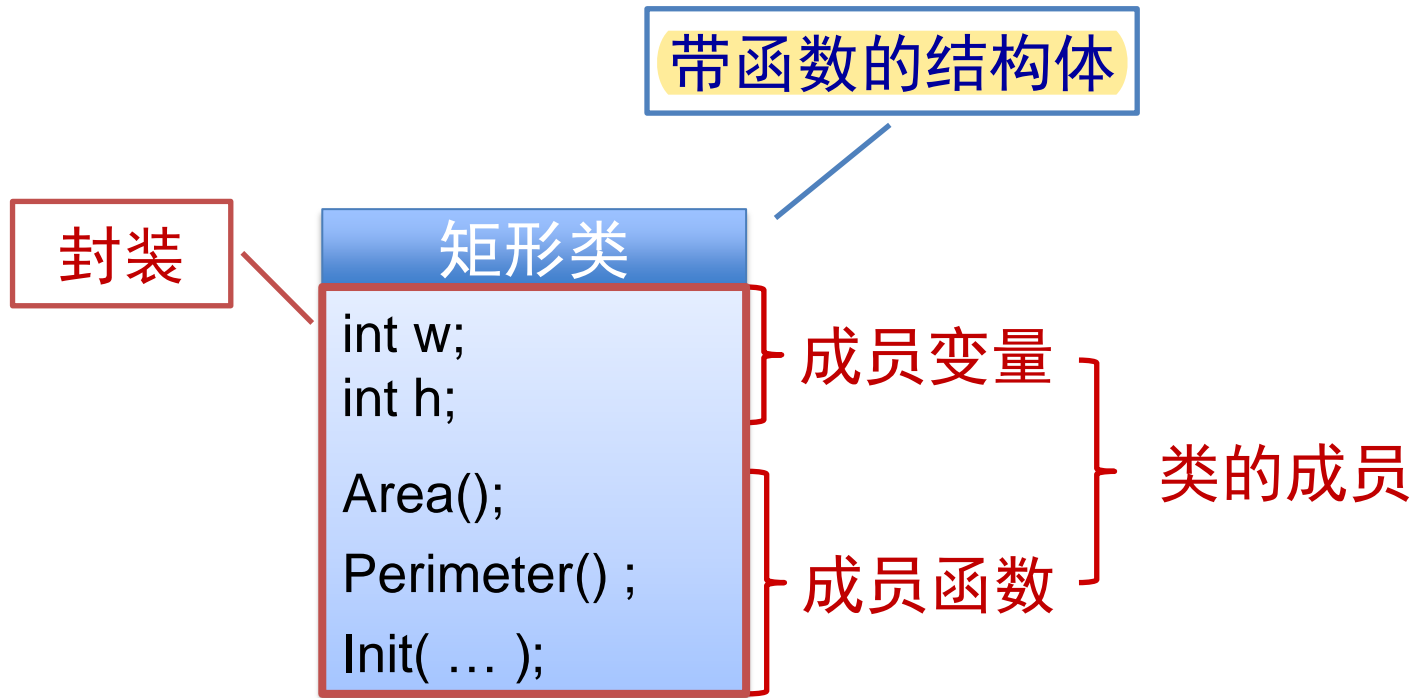 带函数的结构体
封装
矩形类
int w;
int h;
成员变量
类的成员
Area();
Perimeter() ;
Init( … );
成员函数